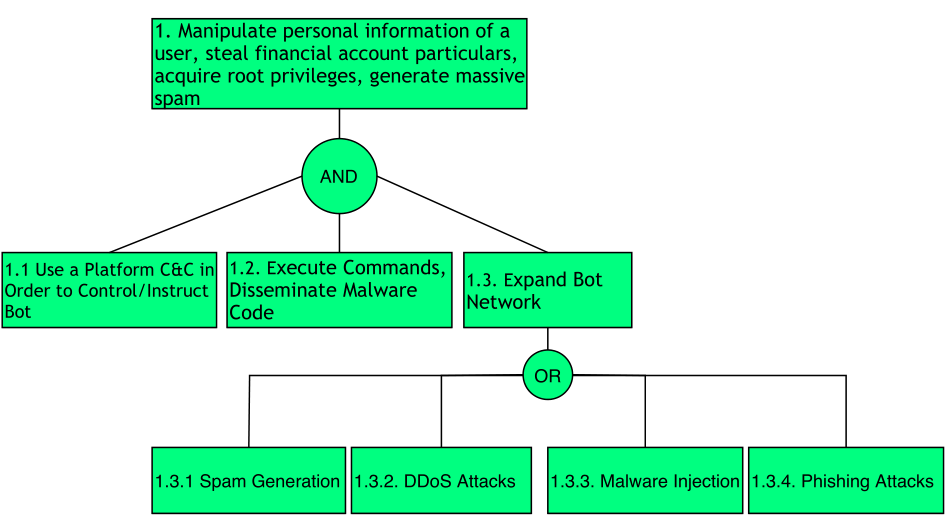 1. Manipulate personal information of a
user, steal financial account particulars,
acquire root privileges, generate massive
spam
AND
1.1 Use a Platform C&C in
Order to Control/Instruct
Bot
1.2. Execute Commands,
Disseminate Malware
Code
1.3. Expand Bot
Network
OR
1.3.1 Spam Generation
1.3.2. DDoS Attacks
1.3.3. Malware Injection
1.3.4. Phishing Attacks